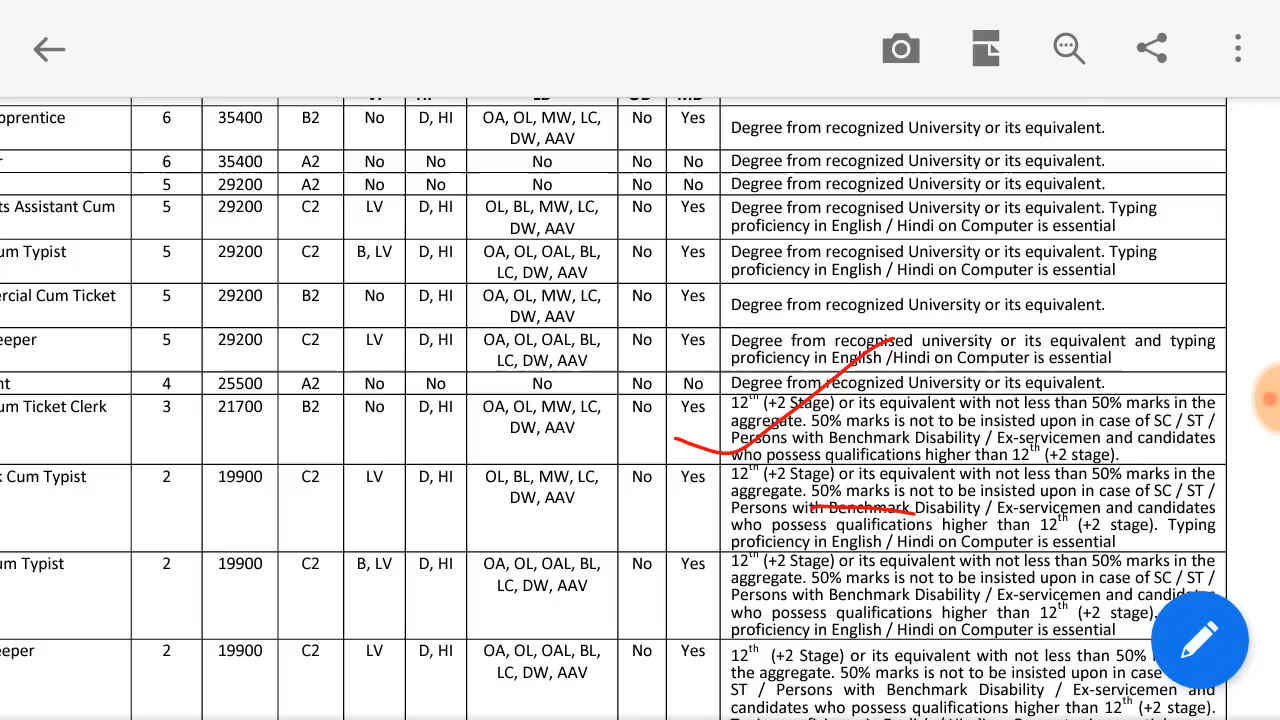 pprentice 6 35400 B2 No D, HI OA, OL, MW, LC, No Yes Degree from recognized University or its equivalent.
DW, AAV
r 6 35400 A2 No No No No No Degree from recognized University or its equivalent.
5 29200 A2 No No No No No Degree from recognized University or its equivalent.
ts Assistant Cum 5 29200 C2 LV D, HI OL, BL, MW, LC, No Yes Degree from recognized University or its equivalent. Typing
DW, AAV proficiency in English / Hindi on Computer is essential
um Typist 5 29200 C2 B, LV D, HI OA, OL, OAL, BL, No Yes Degree from recognized University or its equivalent. Typing
LC, DW, AAV proficiency in English / Hindi on Computer is essential
rcial Cum Ticket 5 29200 B2 No D, HI OA, OL, MW, LC, No Yes Degree from recognized University or its equivalent.
DW, AAV
eeper 5 29200 C2 LV D, HI OA, OL, OAL, BL, No Yes Degree from recognised university or its equivalent and typing
LC, DW, AAV proficiency in English /Hindi on Computer is essential
nt 4 25500 A2 No No No No No Degree from recognized University or its equivalent.
um Ticket Clerk 3 21700 B2 No D, HI OA, OL, MW, LC, No Yes 12th (+2 Stage) or its equivalent with not less than 50% marks in the
DW, AAV aggregate. 50% marks is not to be insisted upon in case of SC / ST /
Persons with Benchmark Disability / Ex-servicemen and candidates
who possess qualifications higher than 12th (+2 stage).
k Cum Typist 2 19900 C2 LV D, HI OL, BL, MW, LC, No Yes 12th (+2 Stage) or its equivalent with not less than 50% marks in the
DW, AAV aggregate. 50% marks is not to be insisted upon in case of SC / ST /
Persons with Benchmark Disability / Ex-servicemen and candidates
who possess qualifications higher than 12th (+2 stage). Typing
proficiency in English / Hindi on Computer is essential
um Typist 2 19900 C2 B, LV D, HI OA, OL, OAL, BL, No Yes 12th (+2 Stage) or its equivalent with not less than 50% marks in the
LC, DW, AAV aggregate. 50% marks is not to be insisted upon in case of SC / ST /
Persons with Benchmark Disability / Ex-servicemen and candidates
who possess qualifications higher than 12th (+2 stage).
proficiency in English / Hindi on Computer is essential
eeper 2 19900 C2 LV D, HI OA, OL, OAL, BL, No Yes 12th (+2 Stage) or its equivalent with not less than 50%
LC, DW, AAV the aggregate. 50% marks is not to be insisted upon in case
ST / Persons with Benchmark Disability / Ex-servicemen and
candidates who possess qualifications higher than 12th (+2 stage).